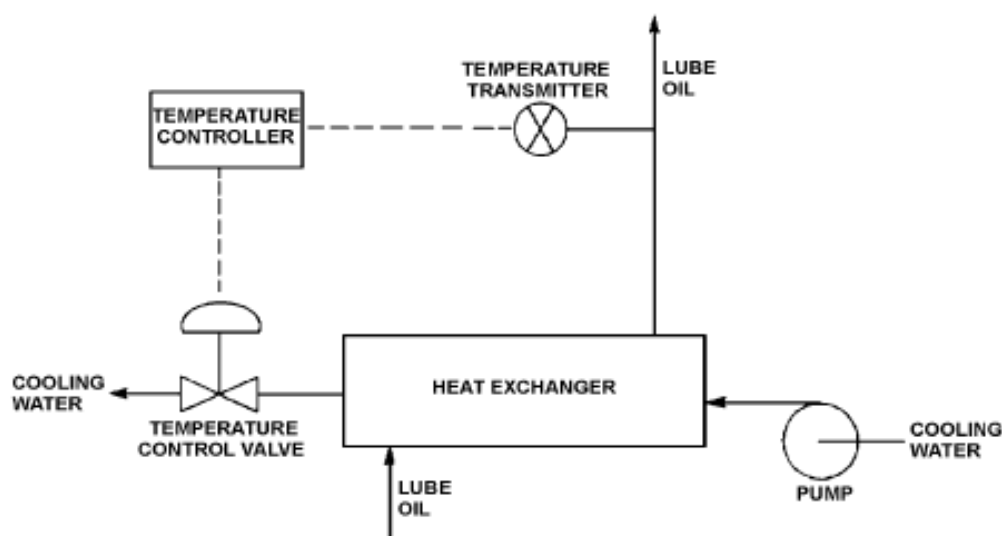 TEMPERATURE
TRANSMITTER
LUBE
OIL
TEMPERATURE
CONTROLLER
HEAT EXCHANGER
COOLING
WATER
TEMPERATURE
CONTROL VALVE
COOLING
WATER
PUMP
LUBE
OIL